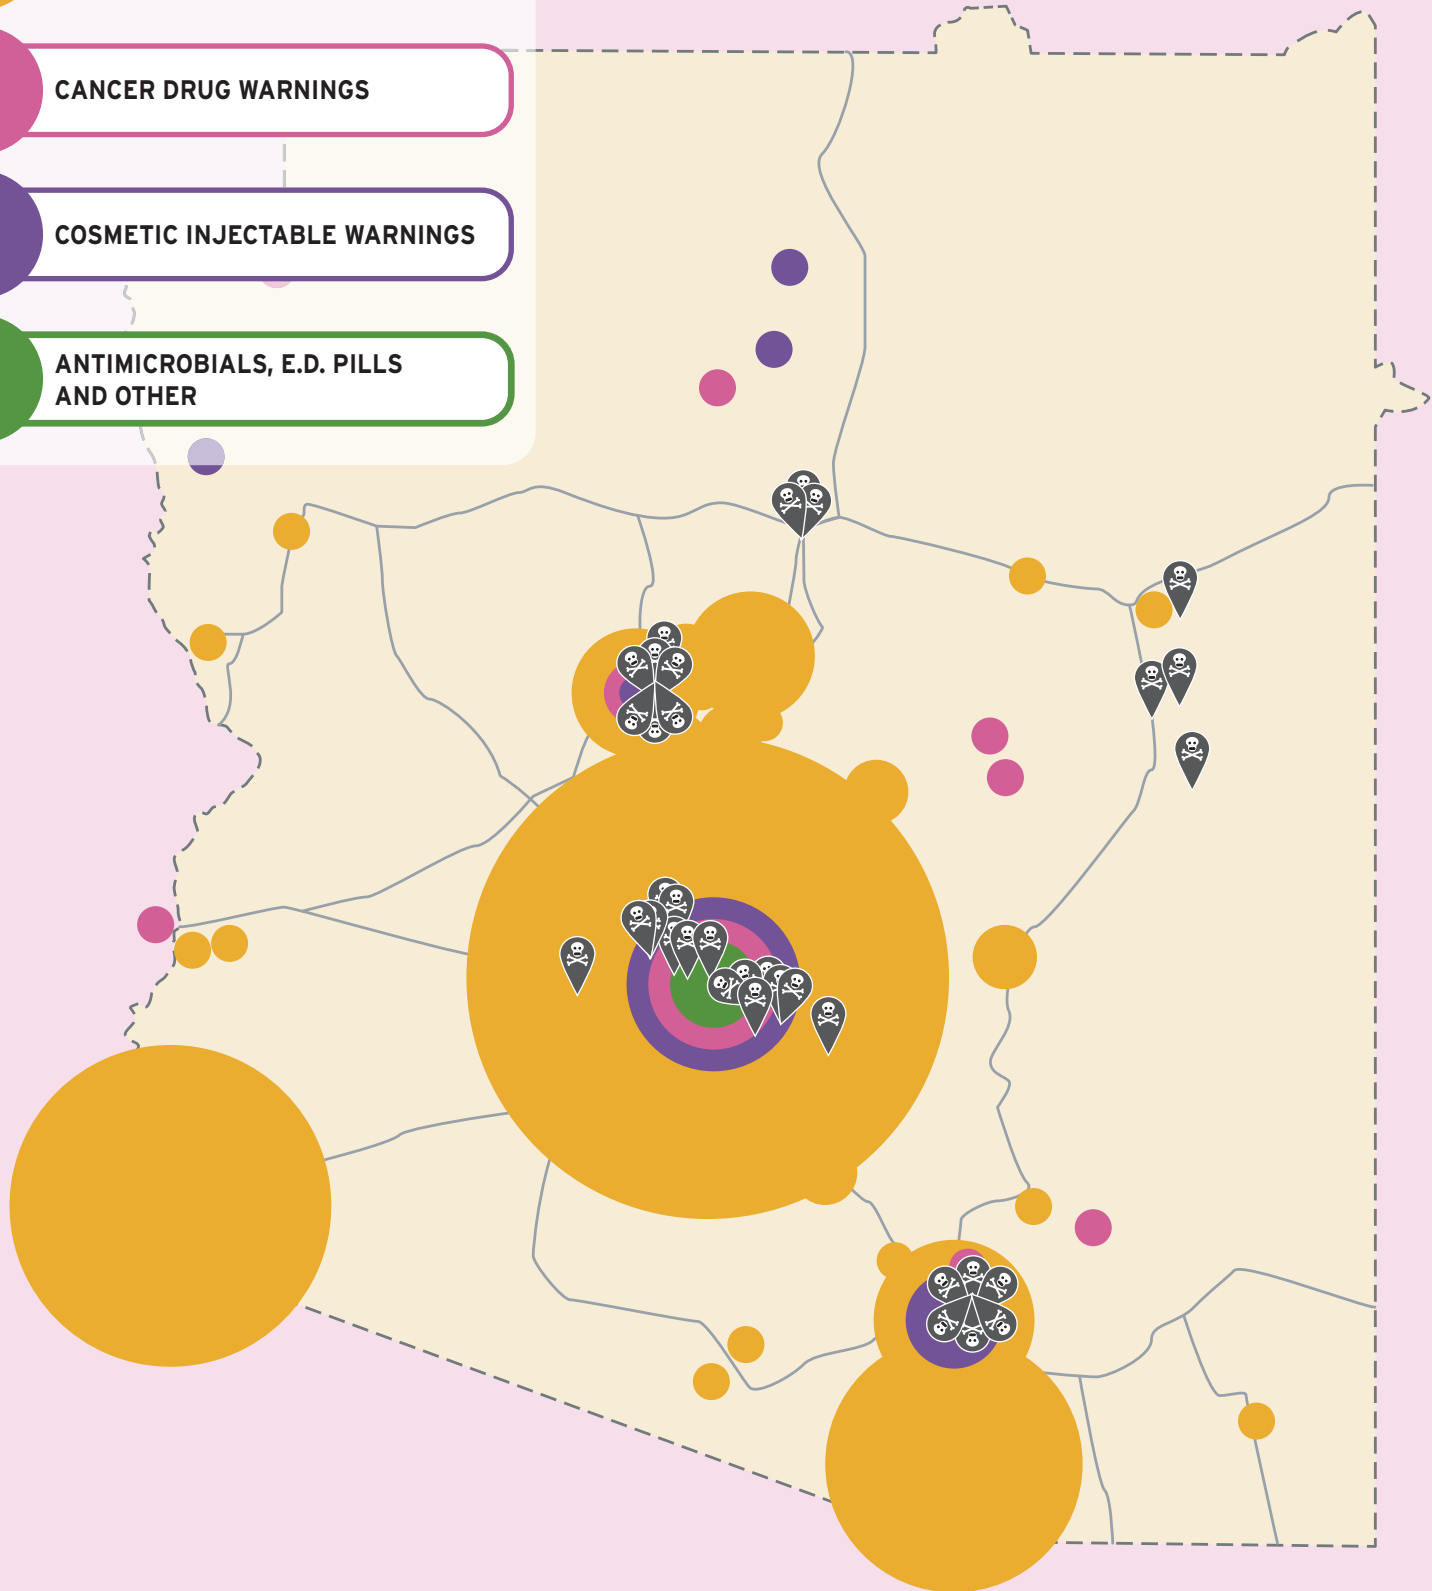 CANCER DRUG WARNINGS
COSMETIC INJECTABLE WARNINGS
ANTIMICROBIALS, E.D. PILLS
AND OTHER